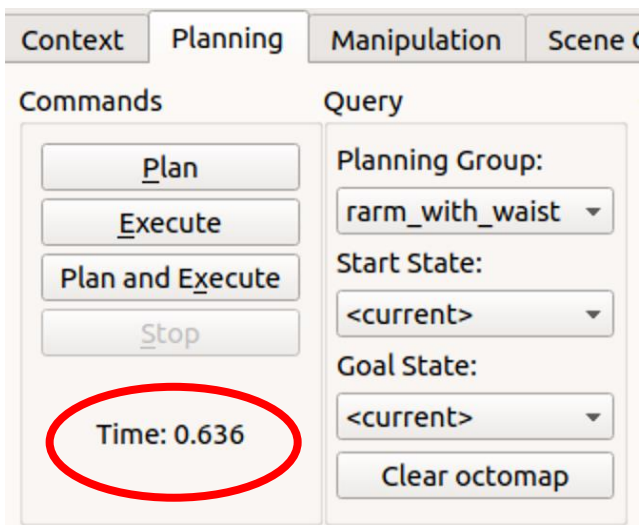 Context Planning Manipulation Scene
Commands
Plan
Execute
Plan and Execute
Stop
Time: 0.636
Query
Planning Group:
rarm_with_waist
Start State:
<current>
Goal State:
<current>
Clear octomap